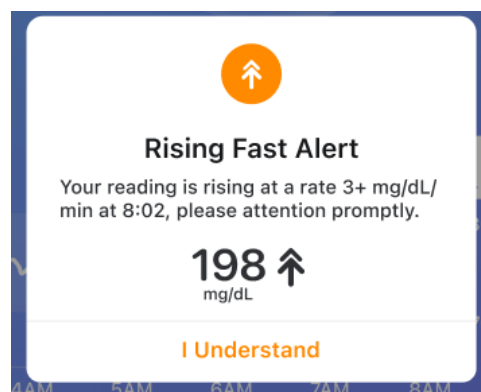 Rising Fast Alert
Your reading is rising at a rate 3+ mg/dL/
min at 8:02, please attention promptly.
198
mg/dL
I Understand
4AM 5AM 6AM 7AM 8AM